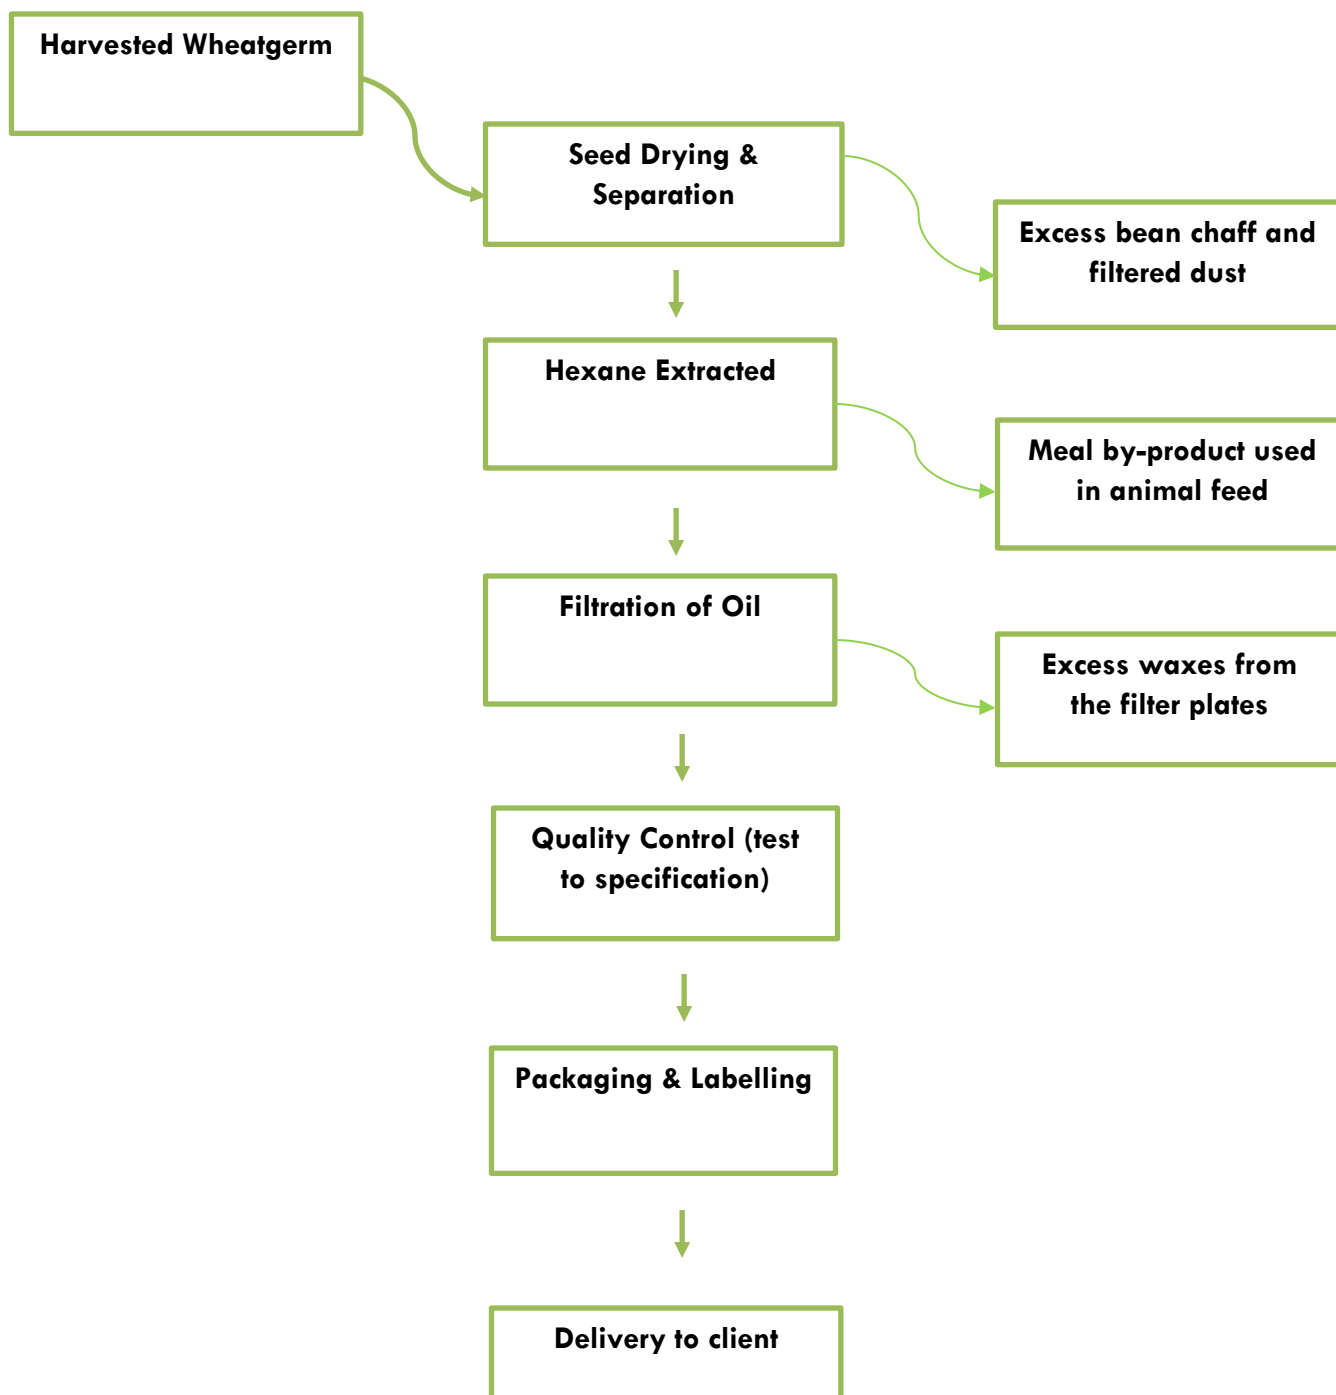 Harvested Wheatgerm
Seed Drying &
Separation
Excess bean chaff and
filtered dust
Hexane Extracted
Meal by-product used
in animal feed
Filtration of Oil
Excess waxes from
the filter plates
Quality Control (test
to specification)
Packaging & Labelling
Delivery to client